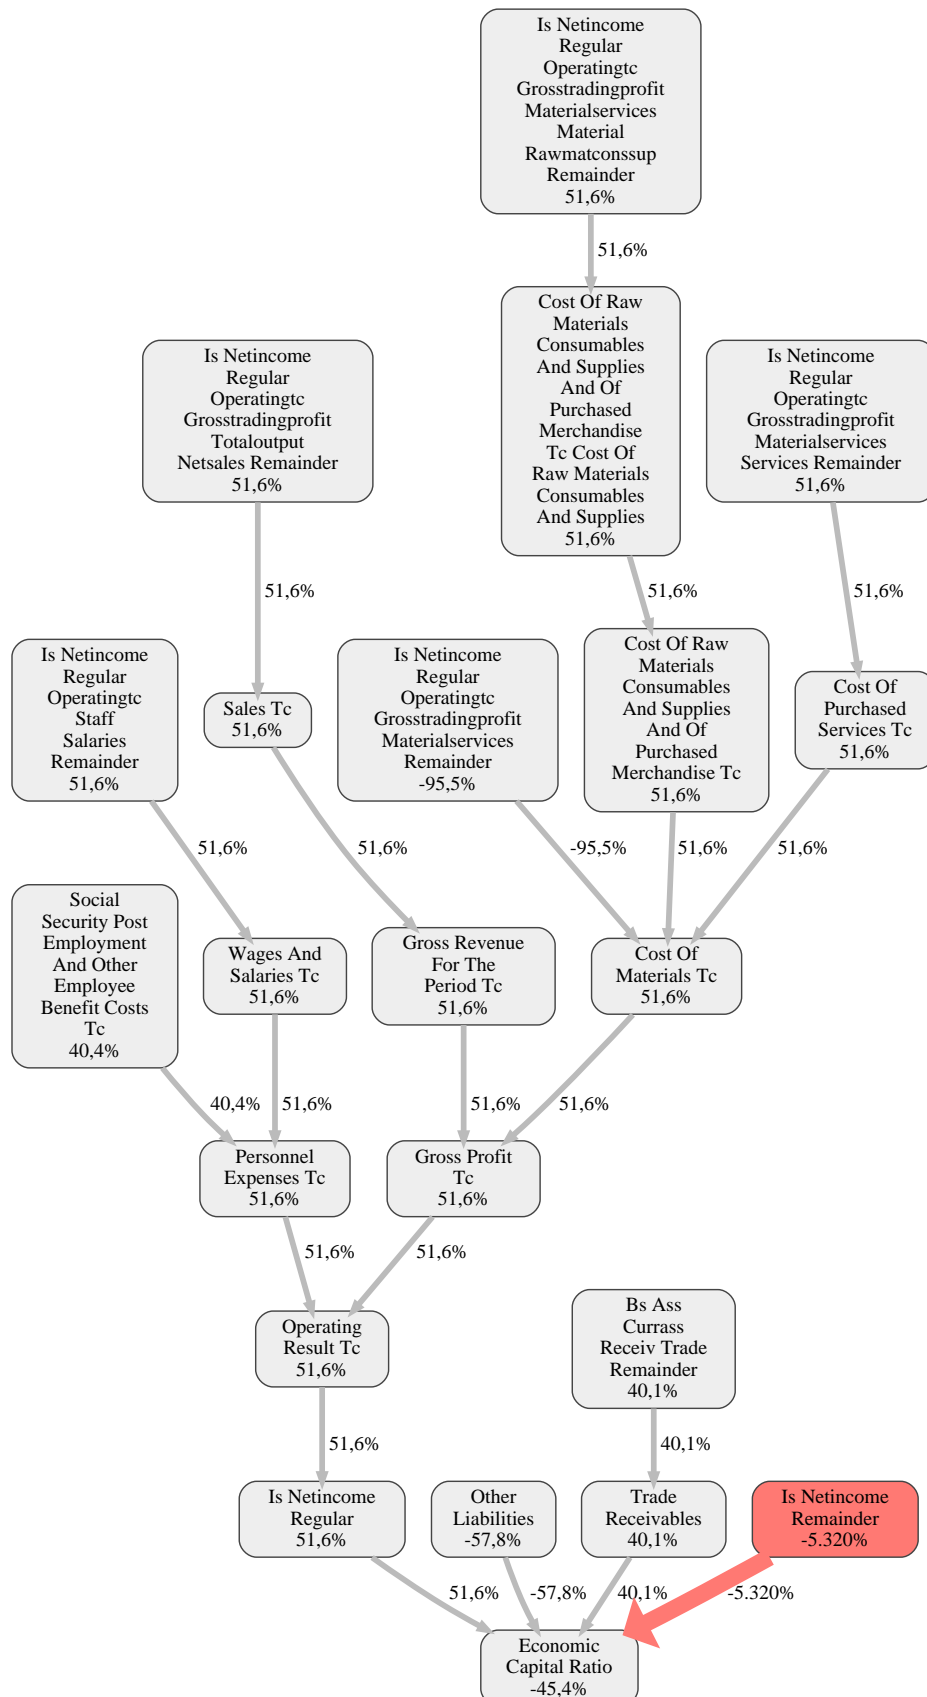 Is Netincome
Regular
Operatingtc
Grosstradingprofit
Materialservices
Material
Rawmatconssup
Remainder
51,6%
51,6%
Cost Of Raw
Materials
Consumables
And Supplies
And Of
Purchased
Merchandise
Tc Cost Of
Raw Materials
Consumables
And Supplies
51,6%
Is Netincome
Regular
Operatingtc
Grosstradingprofit
Totaloutput
Netsales Remainder
51,6%
Is Netincome
Regular
Operatingtc
Grosstradingprofit
Materialservices
Services Remainder
51,6%
51,6%
51,6%
51,6%
Is Netincome
Regular
Operatingtc
Staff
Salaries
Remainder
51,6%
Sales Tc
51,6%
Is Netincome
Regular
Operatingtc
Grosstradingprofit
Materialservices
Remainder
-95,5%
Cost Of Raw
Materials
Consumables
And Supplies
And Of
Purchased
Merchandise Tc
51,6%
Cost Of
Purchased
Services Tc
51,6%
51,6%
51,6%
-95,5%
51,6%
51,6%
Social
Security Post
Employment
And Other
Employee
Benefit Costs
Tc
40,4%
Wages And
Salaries Tc
51,6%
Gross Revenue
For The
Period Tc
51,6%
Cost Of
Materials Tc
51,6%
40,4%
51,6%
51,6%
51,6%
Personnel
Expenses Tc
51,6%
Gross Profit
Tc
51,6%
51,6%
51,6%
Operating
Result Tc
51,6%
Bs Ass
Currass
Receiv Trade
Remainder
40,1%
51,6%
40,1%
Is Netincome
Regular
51,6%
Other
Liabilities
-57,8%
Trade
Receivables
40,1%
Is Netincome
Remainder
-5.320%
51,6%
-57,8%
40,1%
-5.320%
Economic
Capital Ratio
-45,4%